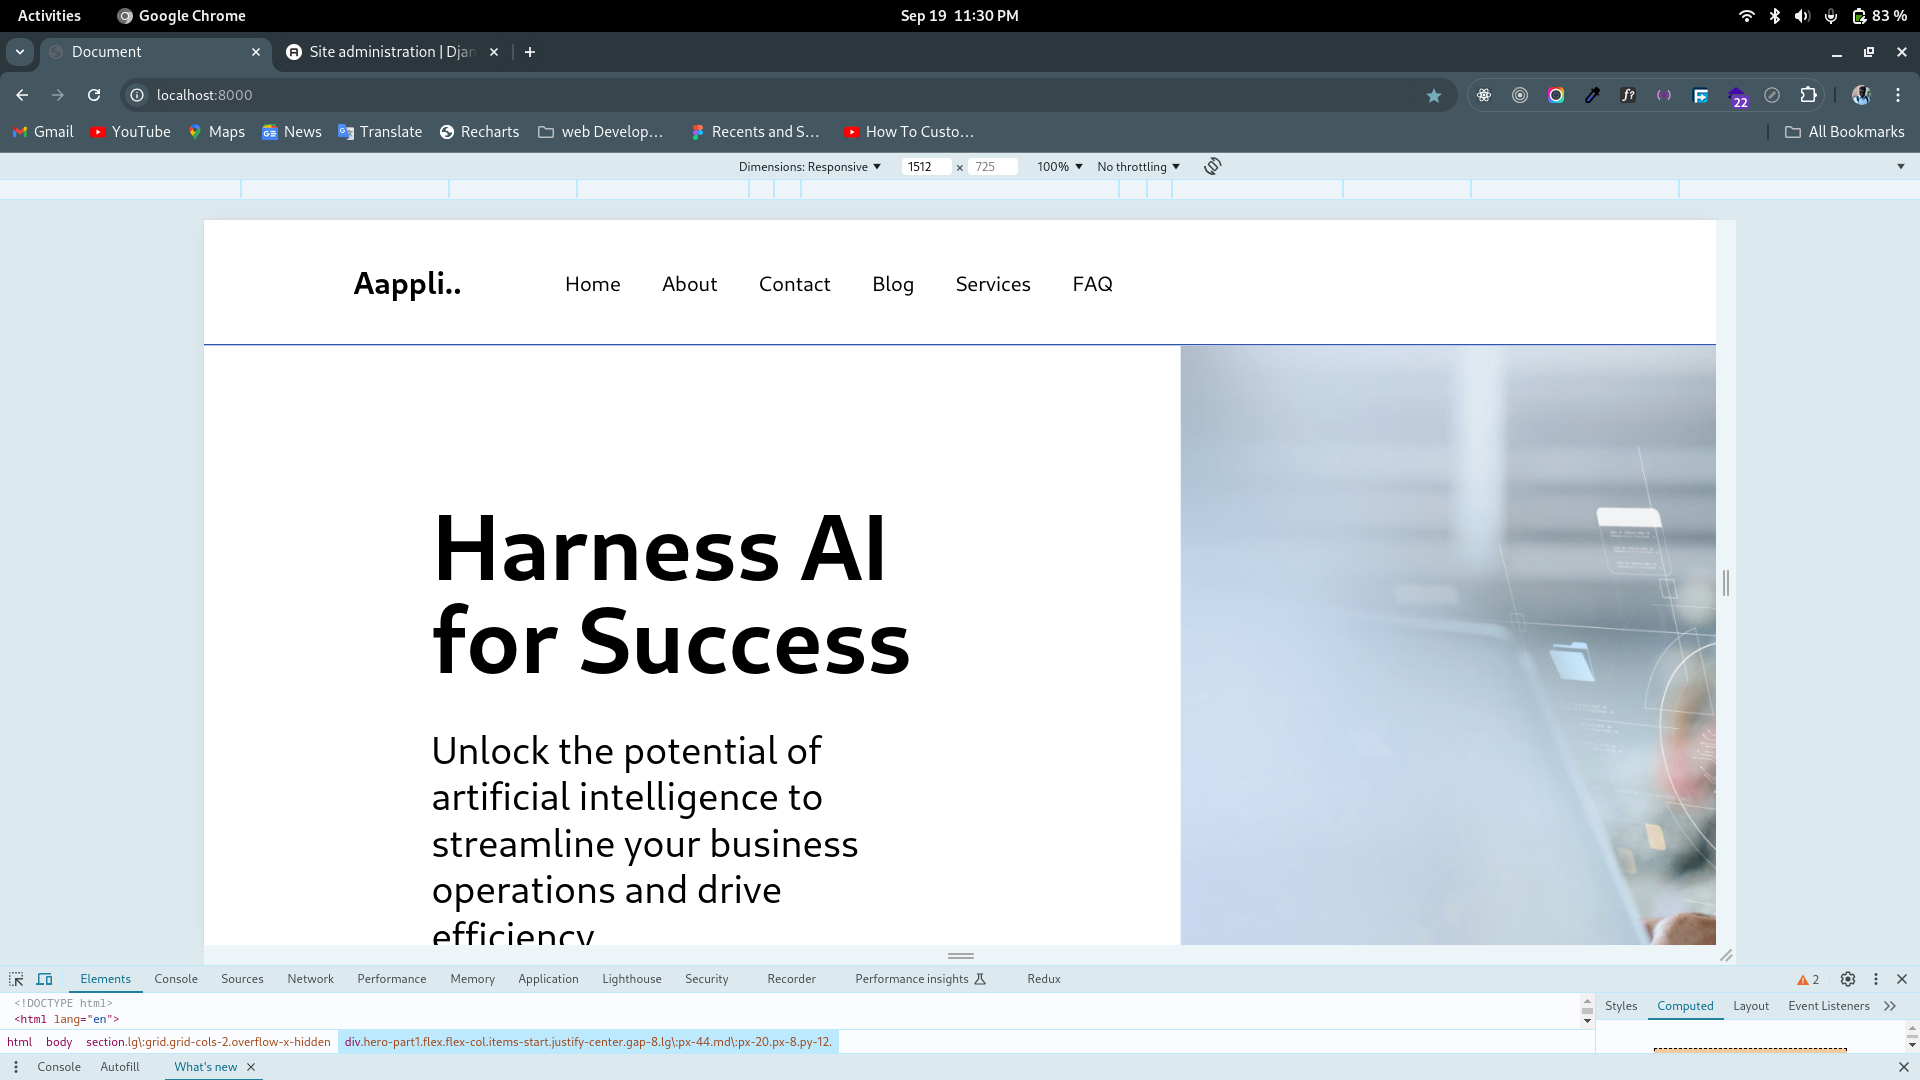 Activities Google Chrome Sep 19 11:30 PM 83 %
Document Site administration | Djan
localhost:8000 22
Gmail YouTube Maps News Translate Recharts web Develop... Recents and S... How To Custo... All Bookmarks
Dimensions: Responsive 1512 × 725 100% No throttling
Aappli.. Home About Contact Blog Services FAQ
Harness AI
for Success
Unlock the potential of
artificial intelligence to
streamline your business
operations and drive
efficiency
Elements Console Sources Network Performance Memory Application Lighthouse Security Recorder Performance insights Redux 2
<!DOCTYPE html>
<html lang="en">
Styles Computed Layout Event Listeners
html body section.lg\:grid.grid-cols-2.overflow-x-hidden div.hero-part1.flex.flex-col.items-start.justify-center.gap-8.lg\:px-44.md\:px-20.px-8.py-12.
Console Autofill What's new